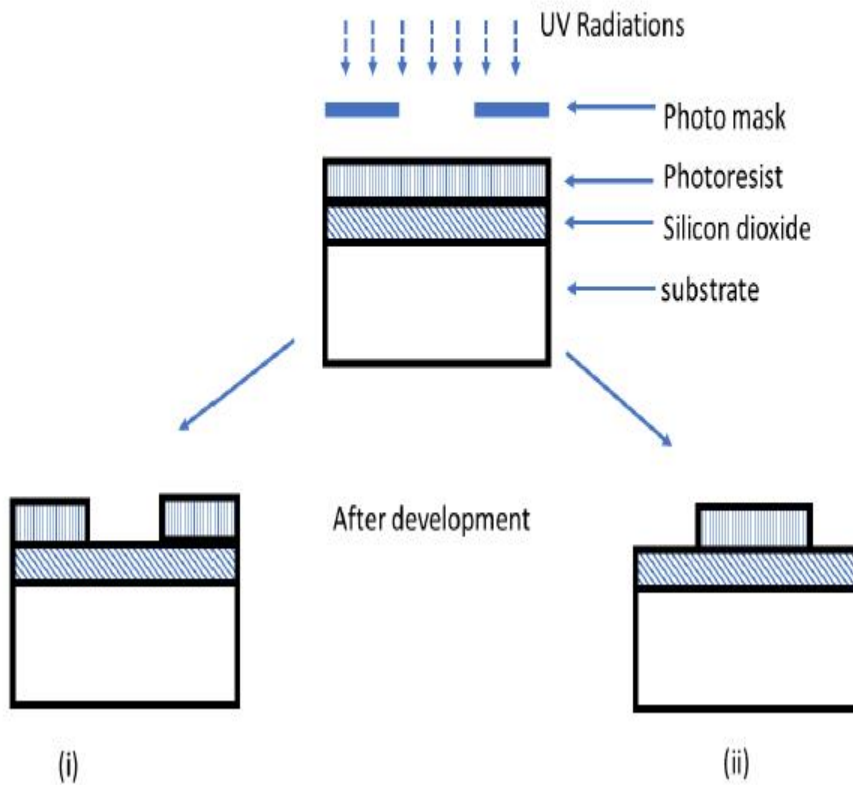 UV Radiations
Photo mask
Photoresist
Silicon dioxide
substrate
After development
(i)
(ii)